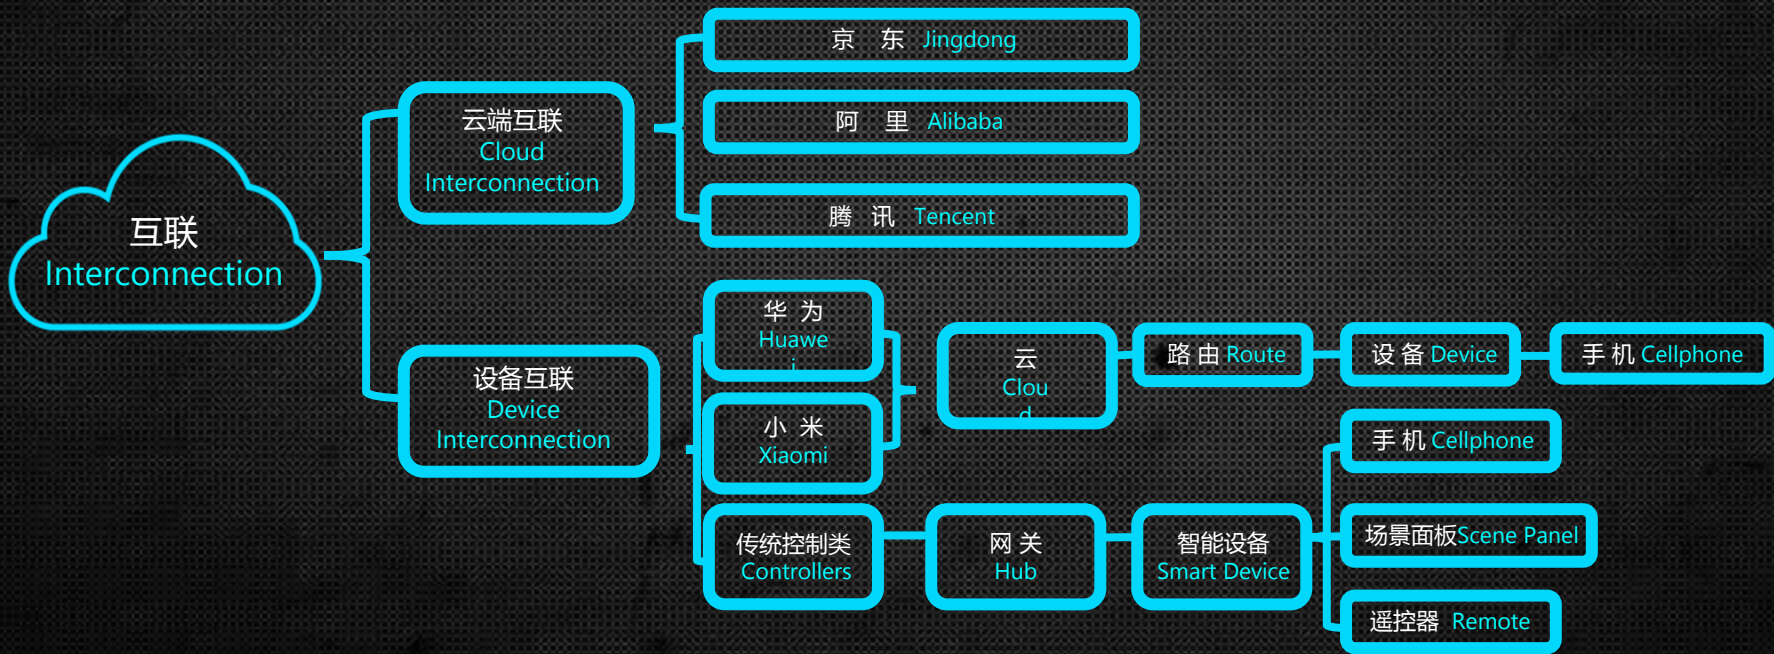 互联
Interconnection
云端互联
Cloud
Interconnection
京 东 Jingdong
阿 里 Alibaba
腾 讯 Tencent
设备互联
Device
Interconnection
华 为
Huawe
i
小 米
Xiaomi
传统控制类
Controllers
云
Clou
d
路 由 Route
设 备 Device
手 机 Cellphone
网 关
Hub
智能设备
Smart Device
手 机 Cellphone
场景面板Scene Panel
遥控器 Remote